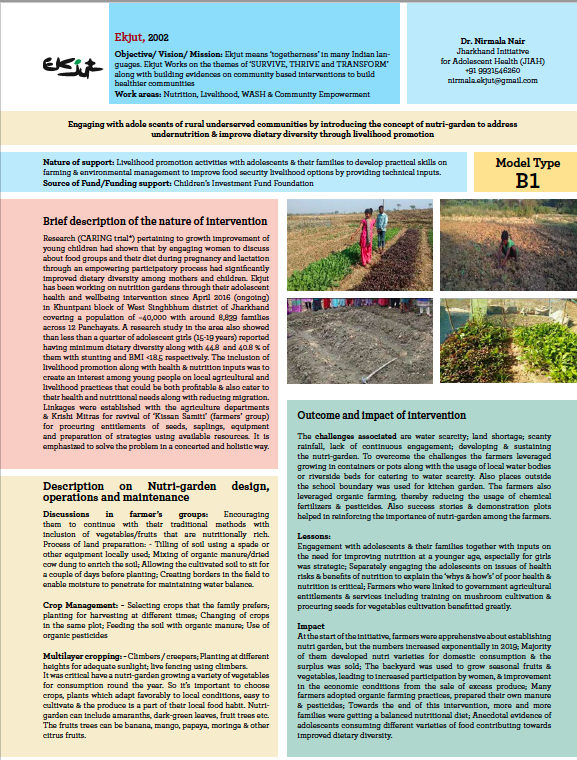 EKJUT
Ekjut, 2002
Objective/ Vision/ Mission: Ekjut means 'togetherness' in many Indian lan-
guages. Ekjut Works on the themes of 'SURVIVE, THRIVE and TRANSFORM'
along with building evidences on community based interventions to build
healthier communities
Work areas: Nutrition, Livelihood, WASH & Community Empowerment
Dr. Nirmala Nair
Jharkhand Initiative
for Adolescent Health (JIAH)
+91 9931546260
nirmala.ekjut@gmail.com
Engaging with adole scents of rural underserved communities by introducing the concept of nutri-garden to address
undernutrition & improve dietary diversity through livelihood promotion
Nature of support: Livelihood promotion activities with adolescents & their families to develop practical skills on
farming & environmental management to improve food security livelihood options by providing technical inputs.
Source of Fund/Funding support: Children's Investment Fund Foundation
Model Type
B1
Brief description of the nature of intervention
Research (CARING trial*) pertaining to growth improvement of
young children had shown that by engaging women to discuss
about food groups and their diet during pregnancy and lactation
through an empowering participatory process had significantly
improved dietary diversity among mothers and children. Ekjut
has been working on nutrition gardens through their adolescent
health and wellbeing intervention since April 2016 (ongoing)
in Khuntpani block of West Singhbhum district of Jharkhand
covering a population of ~40,000 with around 8,839 families
across 12 Panchayats. A research study in the area also showed
than less than a quarter of adolescent girls (15-19 years) reported
having minimum dietary diversity along with 44.8 and 40.8 % of
them with stunting and BMI <18.5 respectively. The inclusion of
livelihood promotion along with health & nutrition inputs was to
create an interest among young people on local agricultural and
livelihood practices that could be both profitable & also cater to
their health and nutritional needs along with reducing migration.
Linkages were established with the agriculture departments
& Krishi Mitras for revival of 'Kissan Samiti' (farmers' group)
for procuring entitlements of seeds, saplings, equipment
and preparation of strategies using available resources. It is
emphasized to solve the problem in a concerted and holistic way.
Description on Nutri-garden design,
operations and maintenance
Discussions in farmer's groups: Encouraging
them to continue with their traditional methods with
inclusion of vegetables/fruits that are nutritionally rich.
Process of land preparation: - Tilling of soil using a spade or
other equipment locally used; Mixing of organic manure/dried
cow dung to enrich the soil; Allowing the cultivated soil to sit for
a couple of days before planting; Creating borders in the field to
enable moisture to penetrate for maintaining water balance.
Crop Management: - Selecting crops that the family prefers;
planting for harvesting at different times; Changing of crops
in the same plot; Feeding the soil with organic manure; Use of
organic pesticides
Multilayer cropping: - Climbers / creepers; Planting at different
heights for adequate sunlight; live fencing using climbers.
It was critical have a nutri-garden growing a variety of vegetables
for consumption round the year. So it's important to choose
crops, plants which adapt favorably to local conditions, easy to
cultivate & the produce is a part of their local food habit. Nutri-
garden can include amaranths, dark-green leaves, fruit trees etc.
The fruits trees can be banana, mango, papaya, moringa & other
citrus fruits.
Outcome and impact of intervention
The challenges associated are water scarcity; land shortage; scanty
rainfall, lack of continuous engagement; developing & sustaining
the nutri-garden. To overcome the challenges the farmers leveraged
growing in containers or pots along with the usage of local water bodies
or riverside beds for catering to water scarcity. Also places outside
the school boundary was used for kitchen garden. The farmers also
leveraged organic farming, thereby reducing the usage of chemical
fertilizers & pesticides. Also success stories & demonstration plots
helped in reinforcing the importance of nutri-garden among the farmers.
Lessons:
Engagement with adolescents & their families together with inputs on
the need for improving nutrition at a younger age, especially for girls
was strategic; Separately engaging the adolescents on issues of health
risks & benefits of nutrition to explain the 'whys & how's' of poor health &
nutrition is critical; Farmers who were linked to government agricultural
entitlements & services including training on mushroom cultivation &
procuring seeds for vegetables cultivation benefitted greatly.
Impact
At the start of the initiative, farmers were apprehensive about establishing
nutri garden, but the numbers increased exponentially in 2019; Majority
of them developed nutri varieties for domestic consumption & the
surplus was sold; The backyard was used to grow seasonal fruits &
vegetables, leading to increased participation by women, & improvement
in the economic conditions from the sale of excess produce; Many
farmers adopted organic farming practices, prepared their own manure
& pesticides; Towards the end of this intervention, more and more
families were getting a balanced nutritional diet; Anecdotal evidence of
adolescents consuming different varieties of food contributing towards
improved dietary diversity.